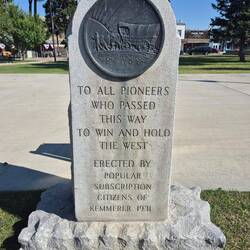 TO ALL PIONEERS
WHO PASSED
THIS WAY
TO WIN AND HOLD
THE WEST
ERECTED BY
POPULAR
SUBSCRIPTION
CITIZENS OF
KEMMERER 1931